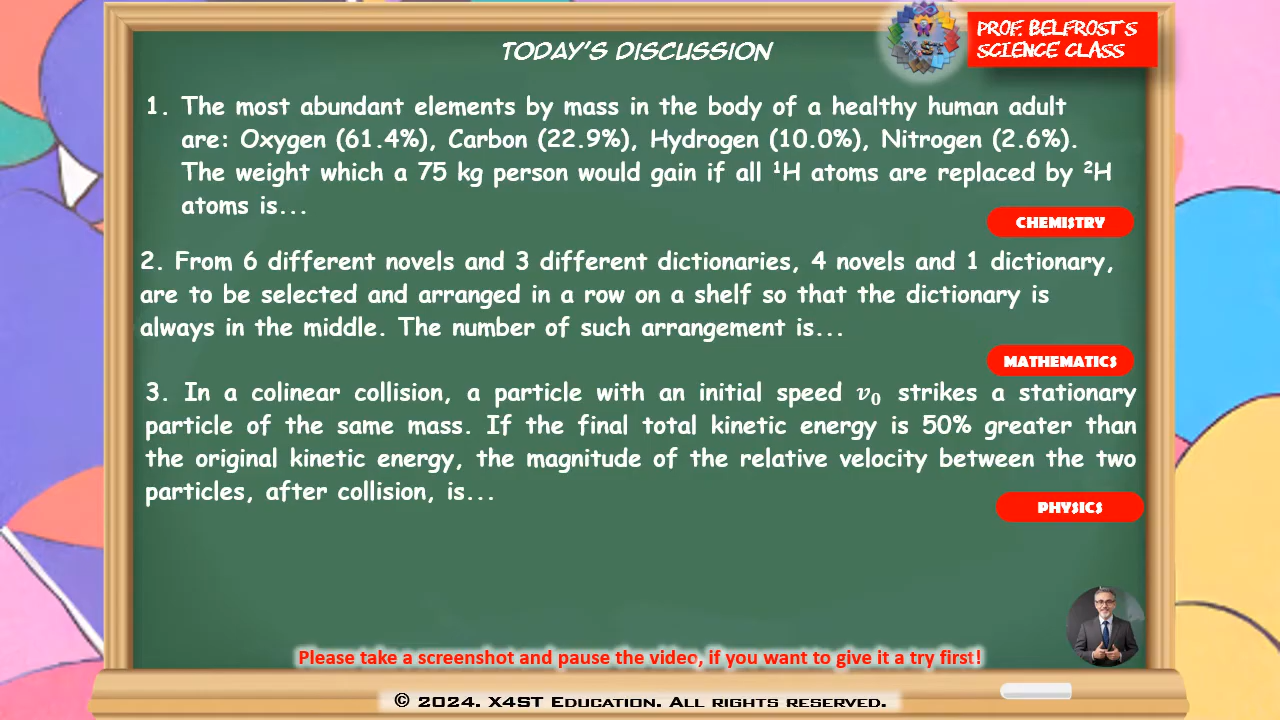 TODAY'S DISCUSSION
X4ST
PROF. BELFROST'S
SCIENCE CLASS
1. The most abundant elements by mass in the body of a healthy human adult
are: Oxygen (61.4%), Carbon (22.9%), Hydrogen (10.0%), Nitrogen (2.6%).
The weight which a 75 kg person would gain if all ¹H atoms are replaced by ²H
atoms is...
CHEMISTRY
2. From 6 different novels and 3 different dictionaries, 4 novels and 1 dictionary,
are to be selected and arranged in a row on a shelf so that the dictionary is
always in the middle. The number of such arrangement is...
MATHEMATICS
3. In a colinear collision, a particle with an initial speed v₀ strikes a stationary
particle of the same mass. If the final total kinetic energy is 50% greater than
the original kinetic energy, the magnitude of the relative velocity between the two
particles, after collision, is...
PHYSICS
Please take a screenshot and pause the video, if you want to give it a try first!
© 2024. X4ST Education. All rights reserved.